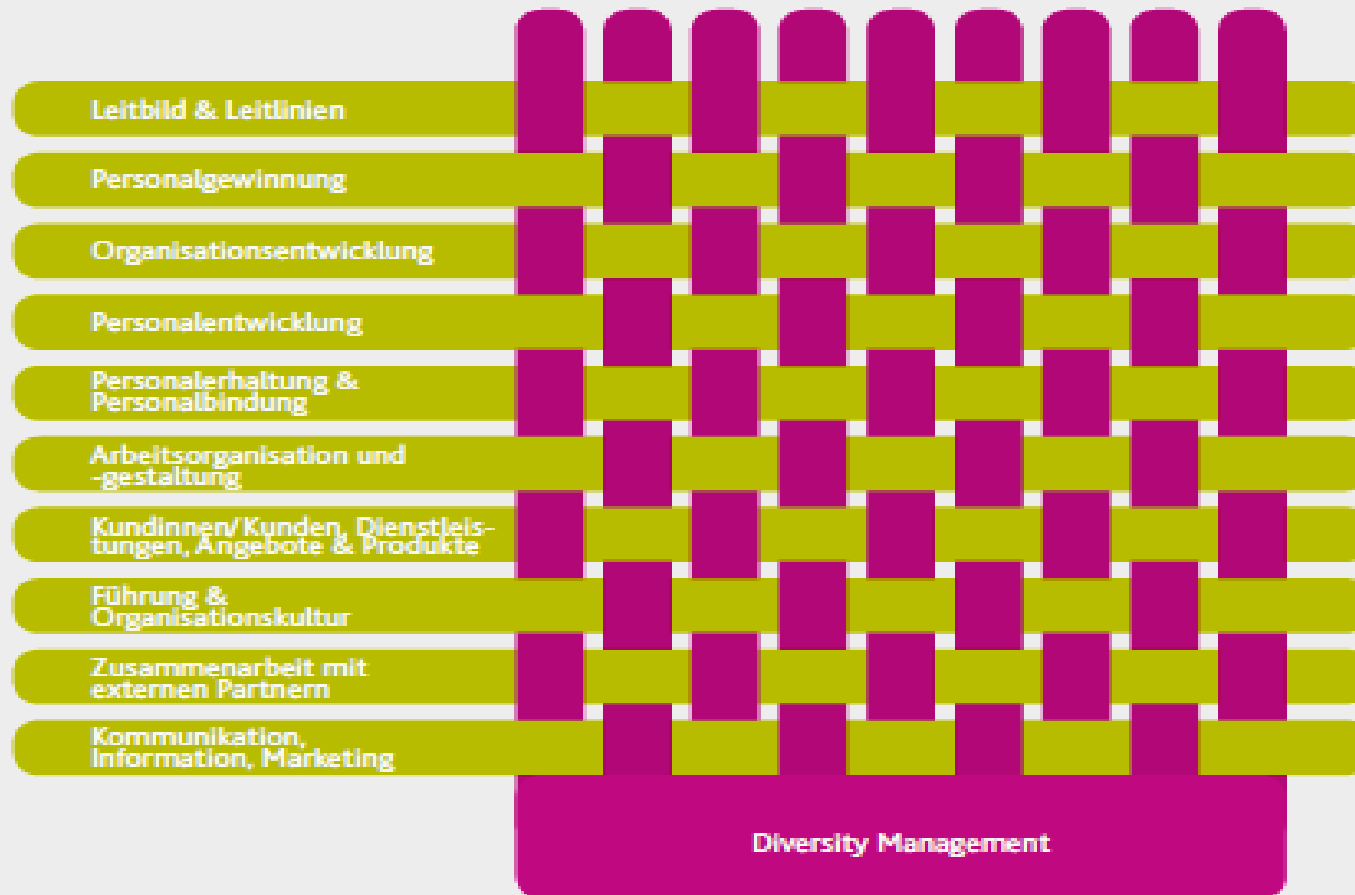 Leitbild & Leitlinien
Personalgewinnung
Organisationsentwicklung
Personalentwicklung
Personalerhaltung &
Personalbindung
Arbeitsorganisation und
-gestaltung
Kundinnen/Kunden, Dienstleis-
tungen, Angebote & Produkte
Führung &
Organisationskultur
Zusammenarbeit mit
externen Partnern
Kommunikation,
Information, Marketing
Diversity Management